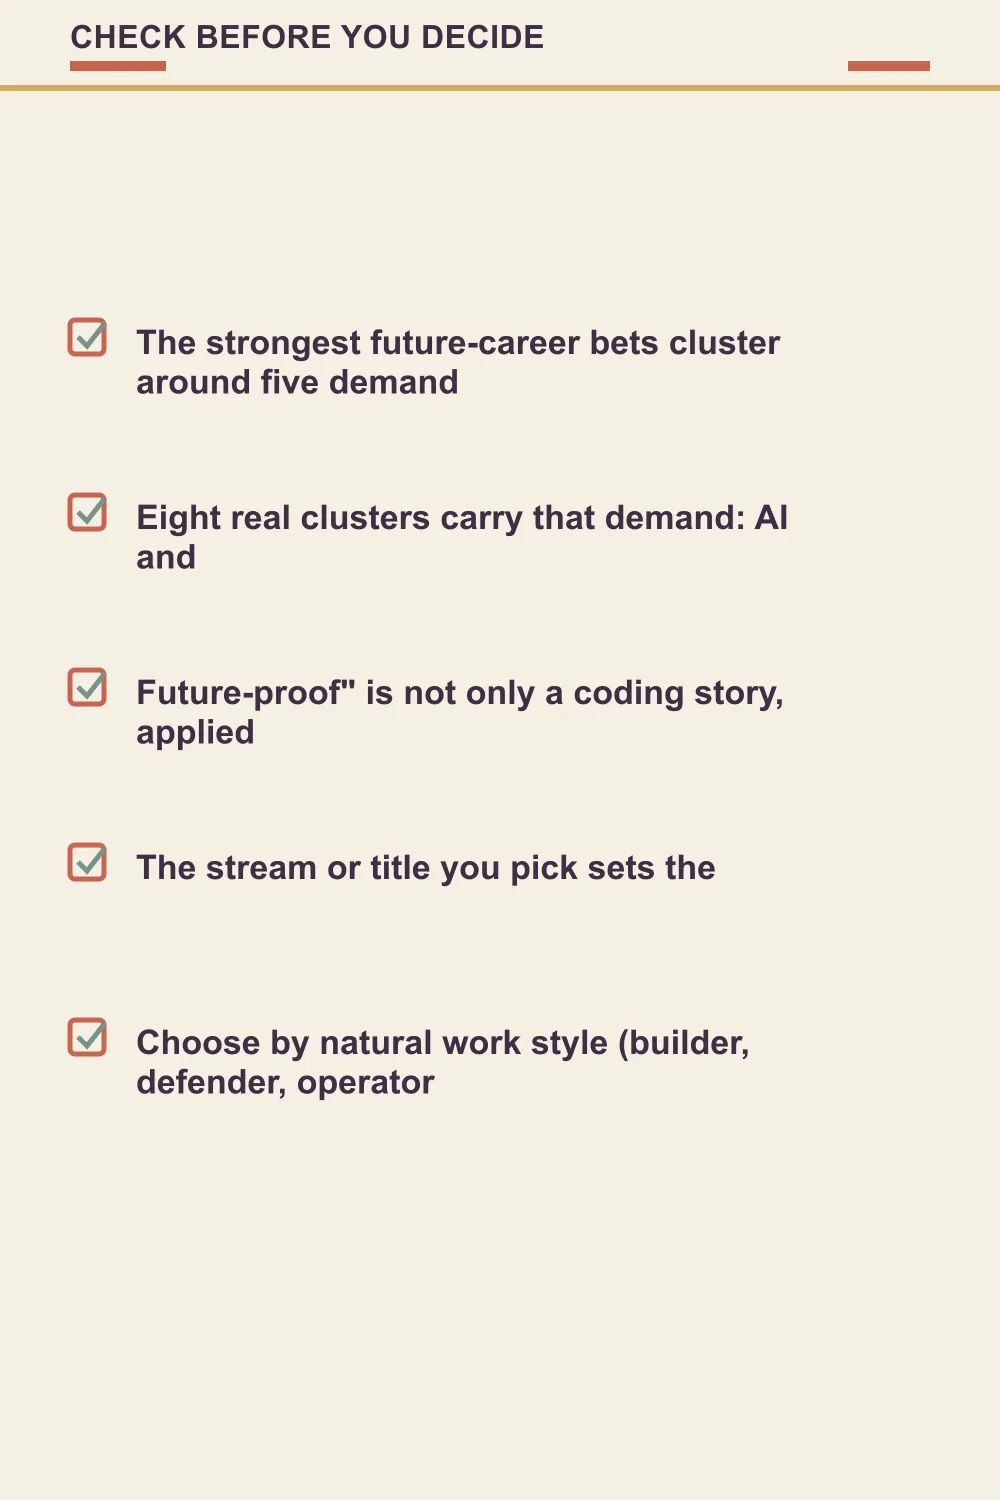 CHECK BEFORE YOU DECIDE
The strongest future-career bets cluster
around five demand
Eight real clusters carry that demand: AI
and
Future-proof" is not only a coding story,
applied
The stream or title you pick sets the
Choose by natural work style (builder,
defender, operator